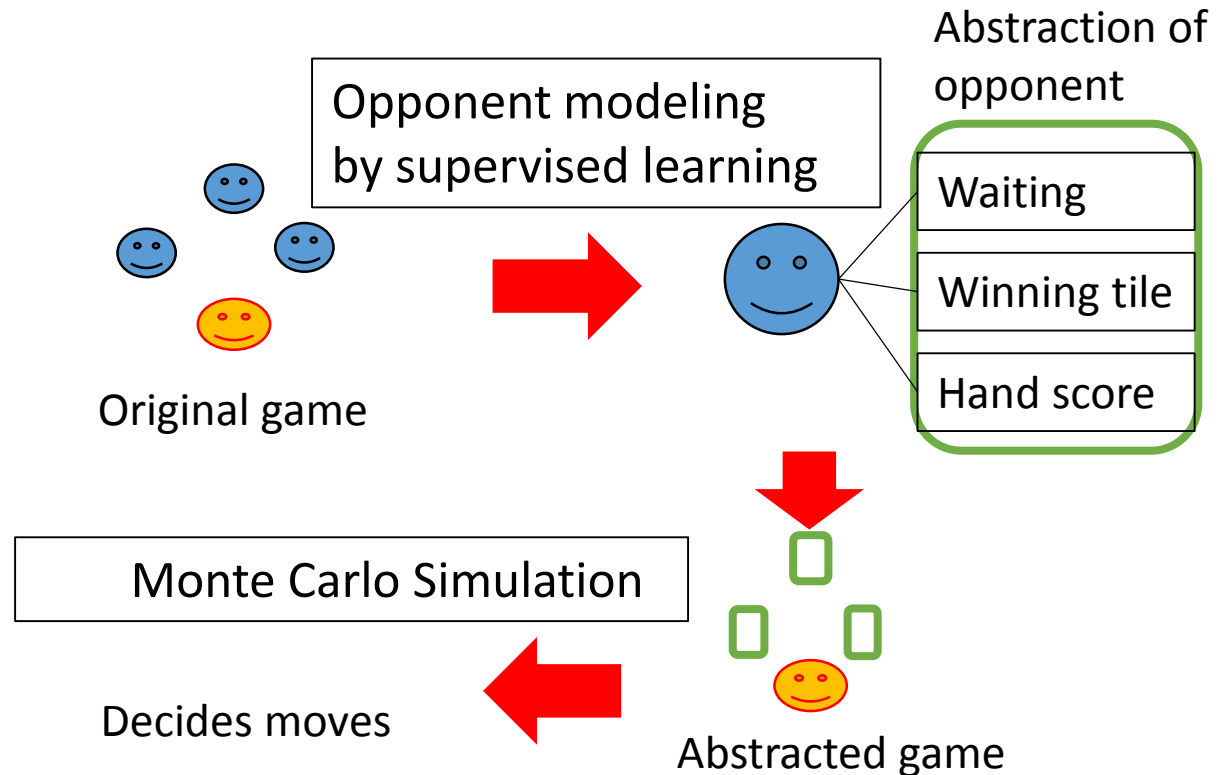 Abstraction of
opponent
Opponent modeling
by supervised learning
Waiting
Winning tile
Hand score
Original game
Monte Carlo Simulation
Decides moves
Abstracted game